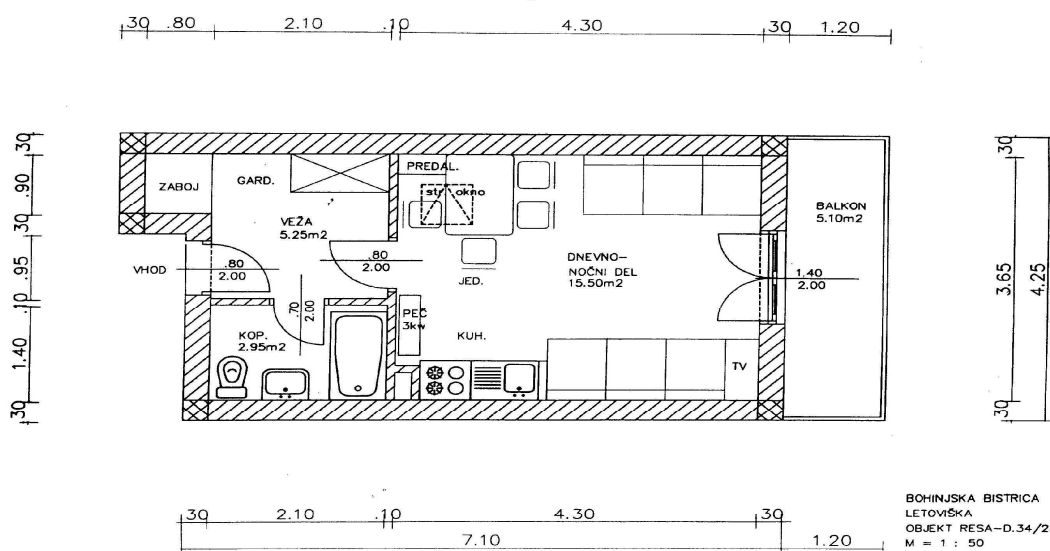 30 .80 2.10 .10 4.30 30 1.20
30
.90
30
.95
.10
1.40
30
ZABOJ
GARD.
PREDAL.
str. okno
VEŽA
5.25m2
VHOD
.80
2.00
.80
2.00
.70
2.00
JED.
DNEVNO-
NOČNI DEL
15.50m2
BALKON
5.10m2
1.40
2.00
KOP.
2.95m2
PEČ
3kw
KUH.
TV
30
3.65
30
4.25
30 2.10 .10 4.30 30
7.10 1.20
BOHINJSKA BISTRICA
LETOVIŠKA
OBJEKT RESA-D.34/2
M = 1 : 50